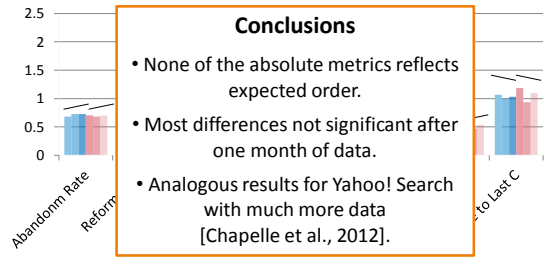 2.5
2
1.5
1
0.5
0
Conclusions
• None of the absolute metrics reflects
expected order.
• Most differences not significant after
one month of data.
• Analogous results for Yahoo! Search
with much more data
[Chapelle et al., 2012].
Abandonm Rate
Reform
to Last C